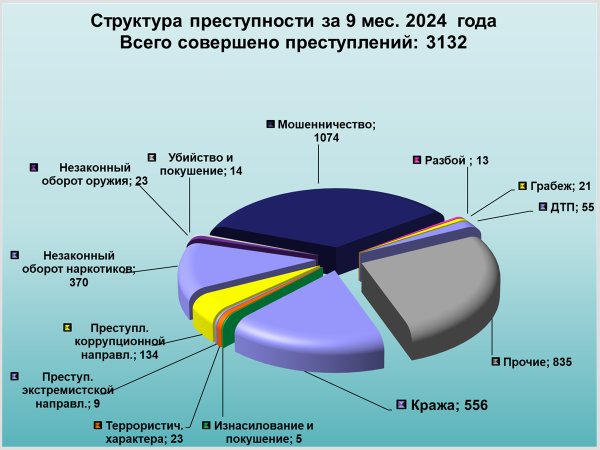 Структура преступности за 9 мес. 2024 года
Всего совершено преступлений: 3132
Мошенничество;
1074
Убийство и
покушение; 14
Разбой ; 13
Незаконный
оборот оружия; 23
Грабеж; 21
ДТП; 55
Незаконный
оборот наркотиков;
370
Преступл.
коррупционной
направл.; 134
Прочие; 835
Преступ.
экстремистской
направл.; 9
Кража; 556
Террористич.
характера; 23
Изнасилование и
покушение; 5